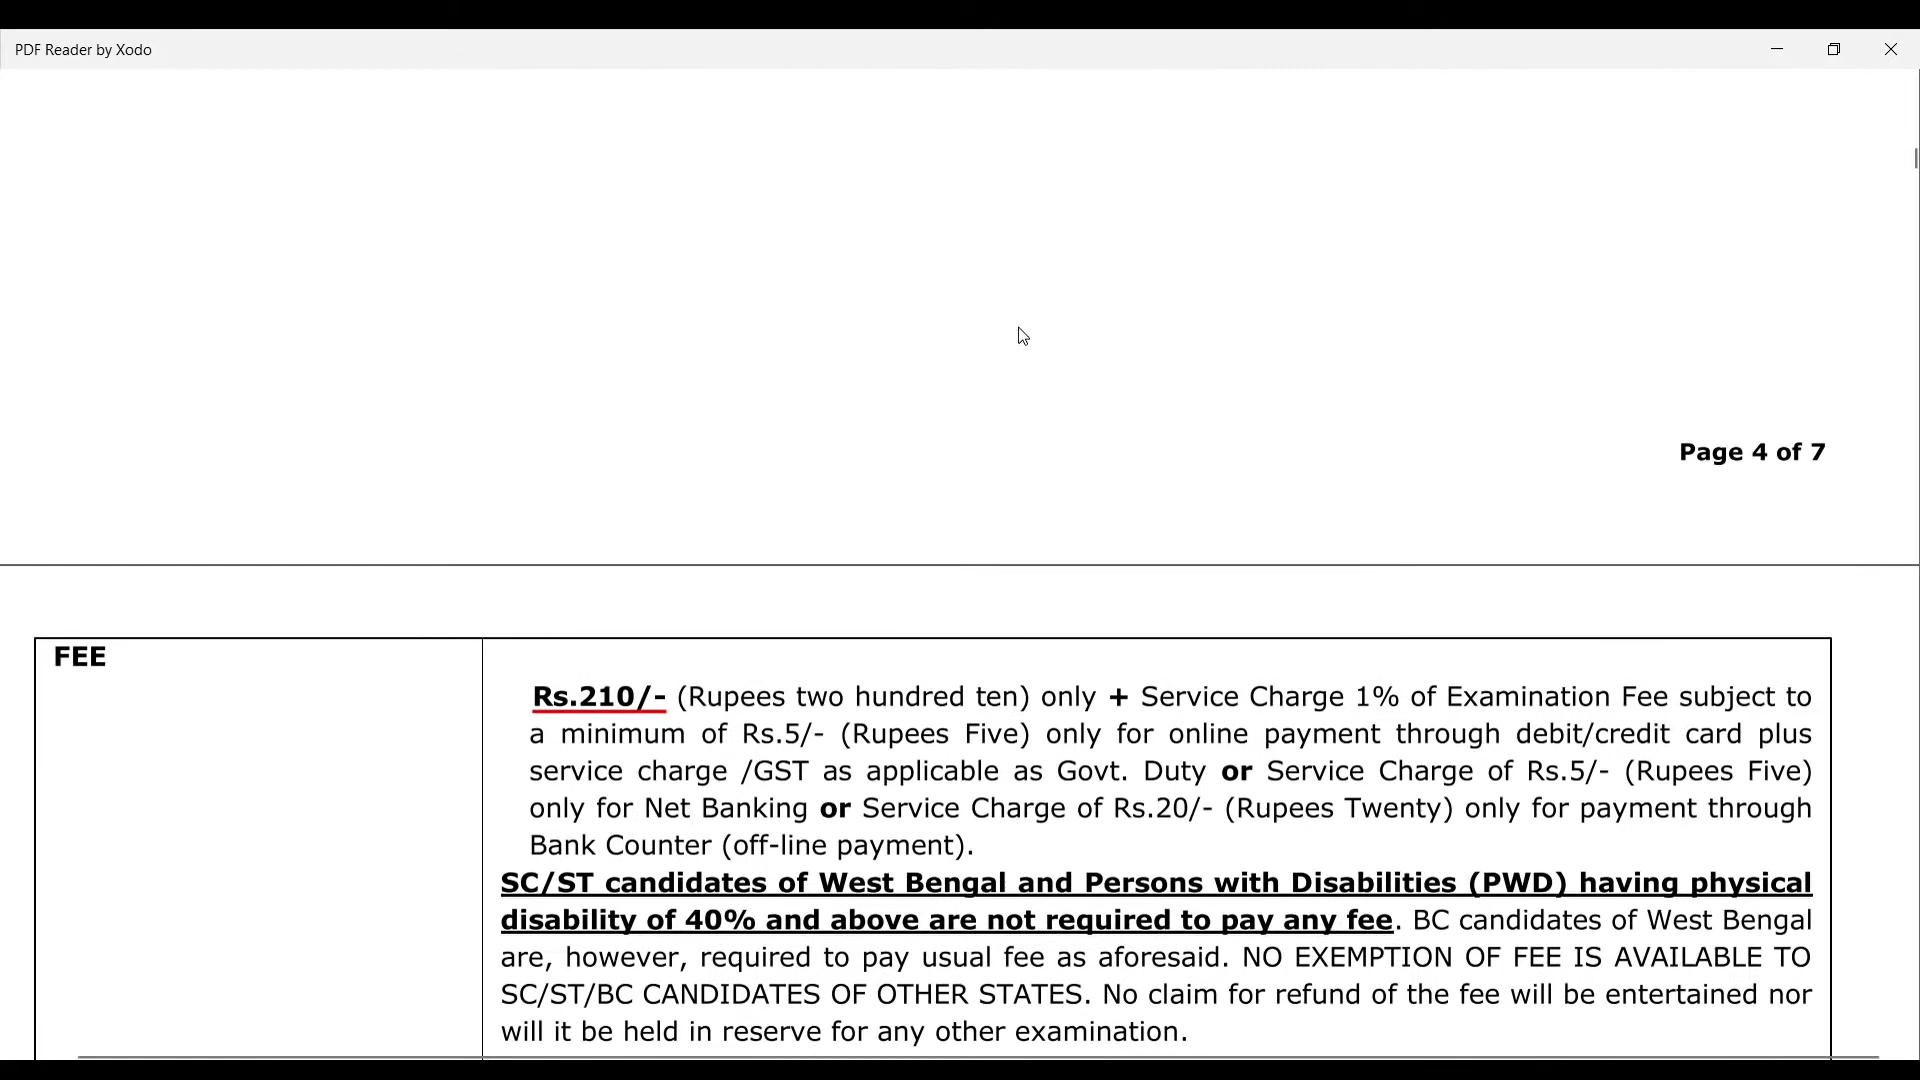 PDF Reader by Xodo
Page 4 of 7
FEE
Rs.210/- (Rupees two hundred ten) only + Service Charge 1% of Examination Fee subject to
a minimum of Rs.5/- (Rupees Five) only for online payment through debit/credit card plus
service charge /GST as applicable as Govt. Duty or Service Charge of Rs.5/- (Rupees Five)
only for Net Banking or Service Charge of Rs.20/- (Rupees Twenty) only for payment through
Bank Counter (off-line payment).
SC/ST candidates of West Bengal and Persons with Disabilities (PWD) having physical
disability of 40% and above are not required to pay any fee. BC candidates of West Bengal
are, however, required to pay usual fee as aforesaid. NO EXEMPTION OF FEE IS AVAILABLE TO
SC/ST/BC CANDIDATES OF OTHER STATES. No claim for refund of the fee will be entertained nor
will it be held in reserve for any other examination.